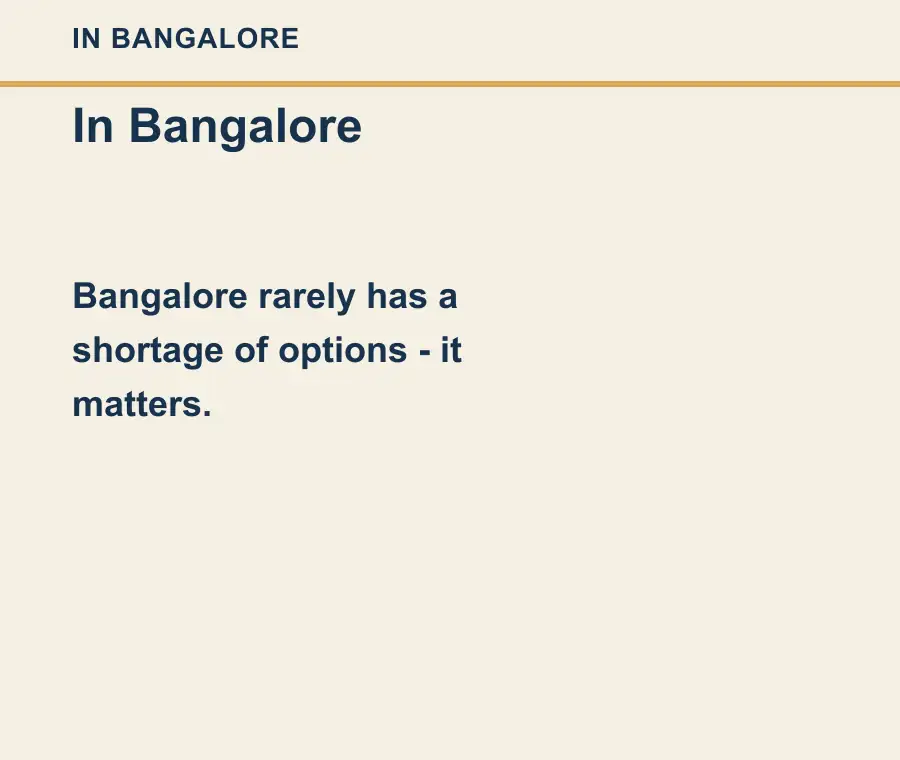 IN BANGALORE
In Bangalore
Bangalore rarely has a
shortage of options - it
matters.